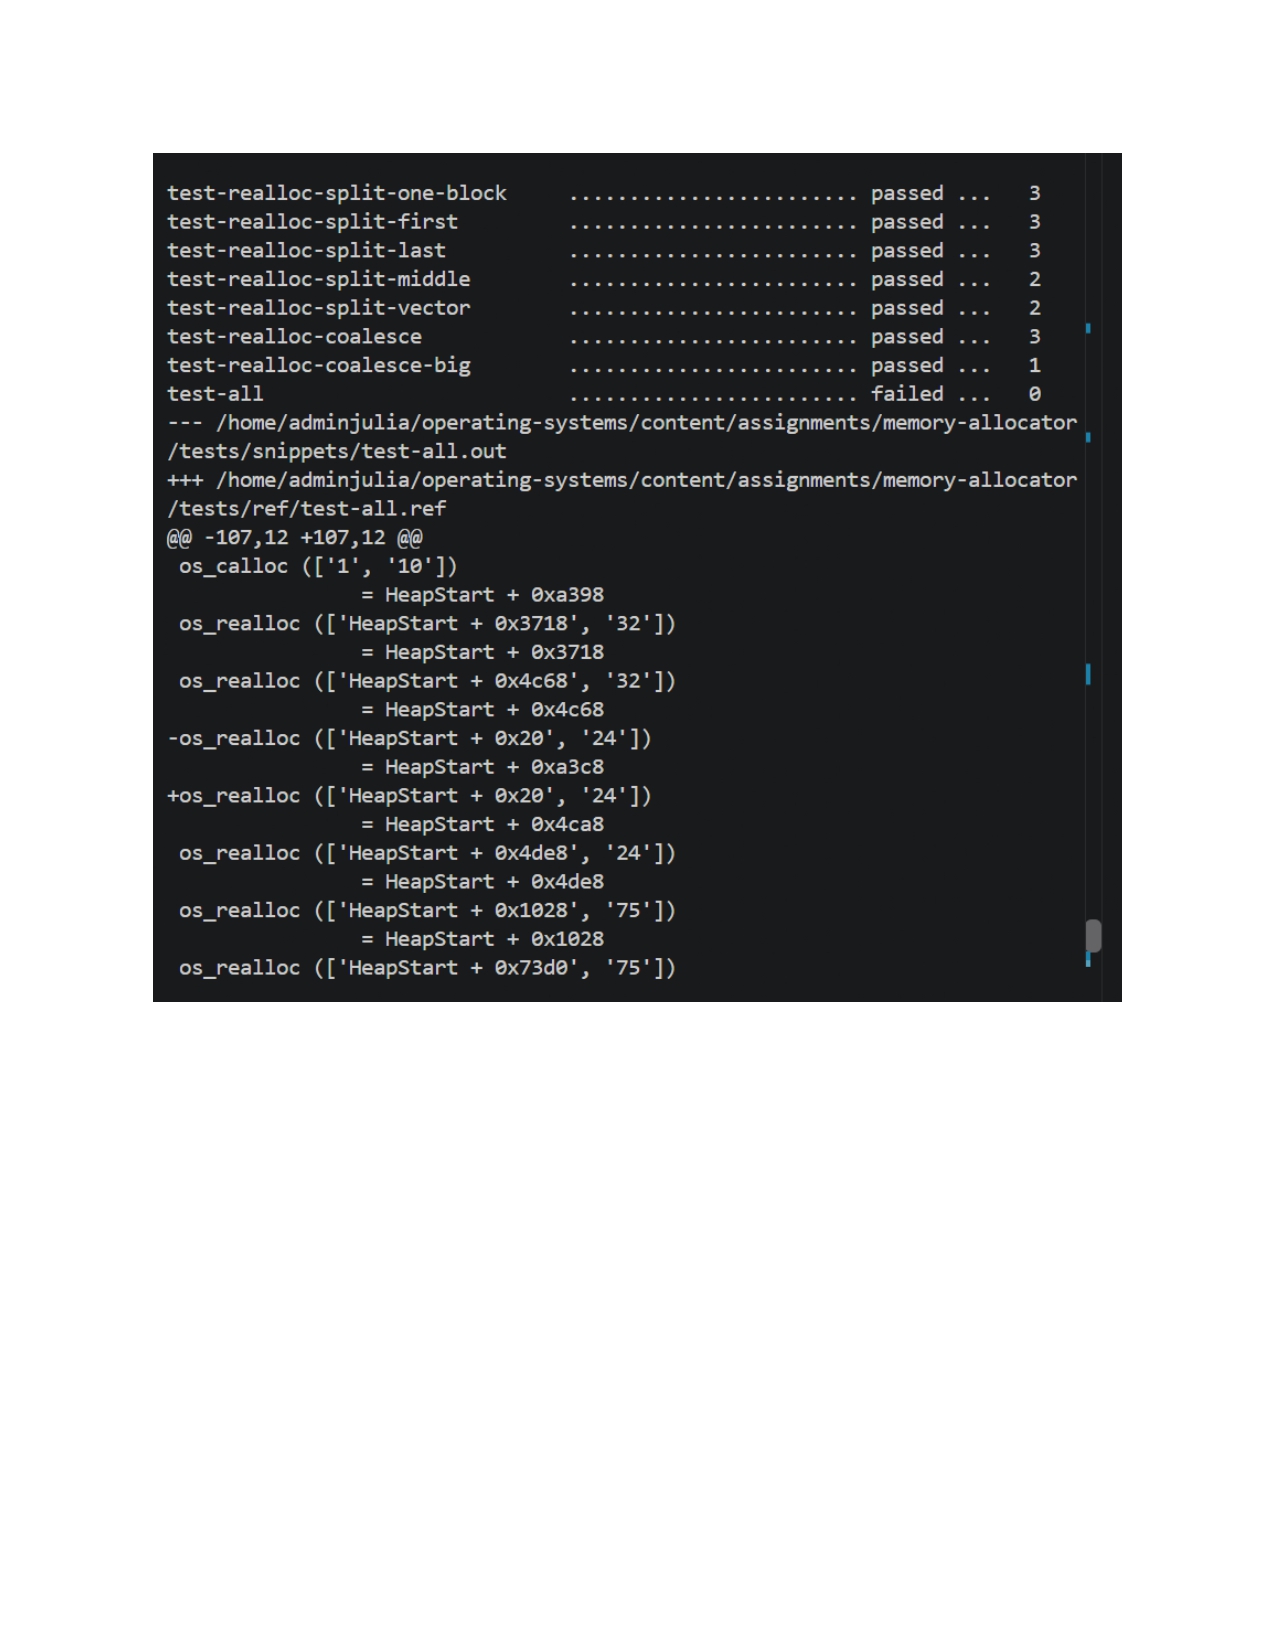 test-realloc-split-one-block ........................ passed ... 3
test-realloc-split-first ........................ passed ... 3
test-realloc-split-last ........................ passed ... 3
test-realloc-split-middle ........................ passed ... 2
test-realloc-split-vector ........................ passed ... 2
test-realloc-coalesce ........................ passed ... 3
test-realloc-coalesce-big ........................ passed ... 1
test-all ........................ failed ... 0
--- /home/adminjulia/operating-systems/content/assignments/memory-allocator
/tests/snippets/test-all.out
+++ /home/adminjulia/operating-systems/content/assignments/memory-allocator
/tests/ref/test-all.ref
@@ -107,12 +107,12 @@
os_calloc (['1', '10'])
= HeapStart + 0xa398
os_realloc (['HeapStart + 0x3718', '32'])
= HeapStart + 0x3718
os_realloc (['HeapStart + 0x4c68', '32'])
= HeapStart + 0x4c68
-os_realloc (['HeapStart + 0x20', '24'])
= HeapStart + 0xa3c8
+os_realloc (['HeapStart + 0x20', '24'])
= HeapStart + 0x4ca8
os_realloc (['HeapStart + 0x4de8', '24'])
= HeapStart + 0x4de8
os_realloc (['HeapStart + 0x1028', '75'])
= HeapStart + 0x1028
os_realloc (['HeapStart + 0x73d0', '75'])